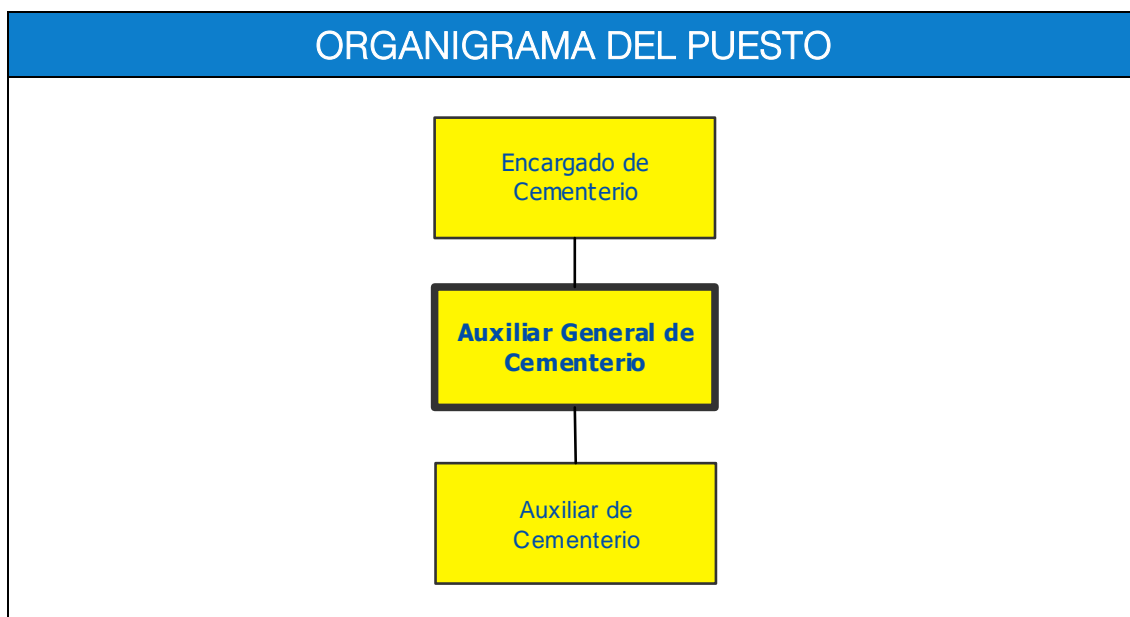 ORGANIGRAMA DEL PUESTO
Encargado de
Cementerio
Auxiliar General de
Cementerio
Auxiliar de
Cementerio